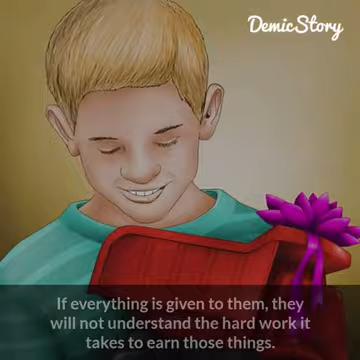 DemicStory
If everything is given to them, they
will not understand the hard work it
takes to earn those things.